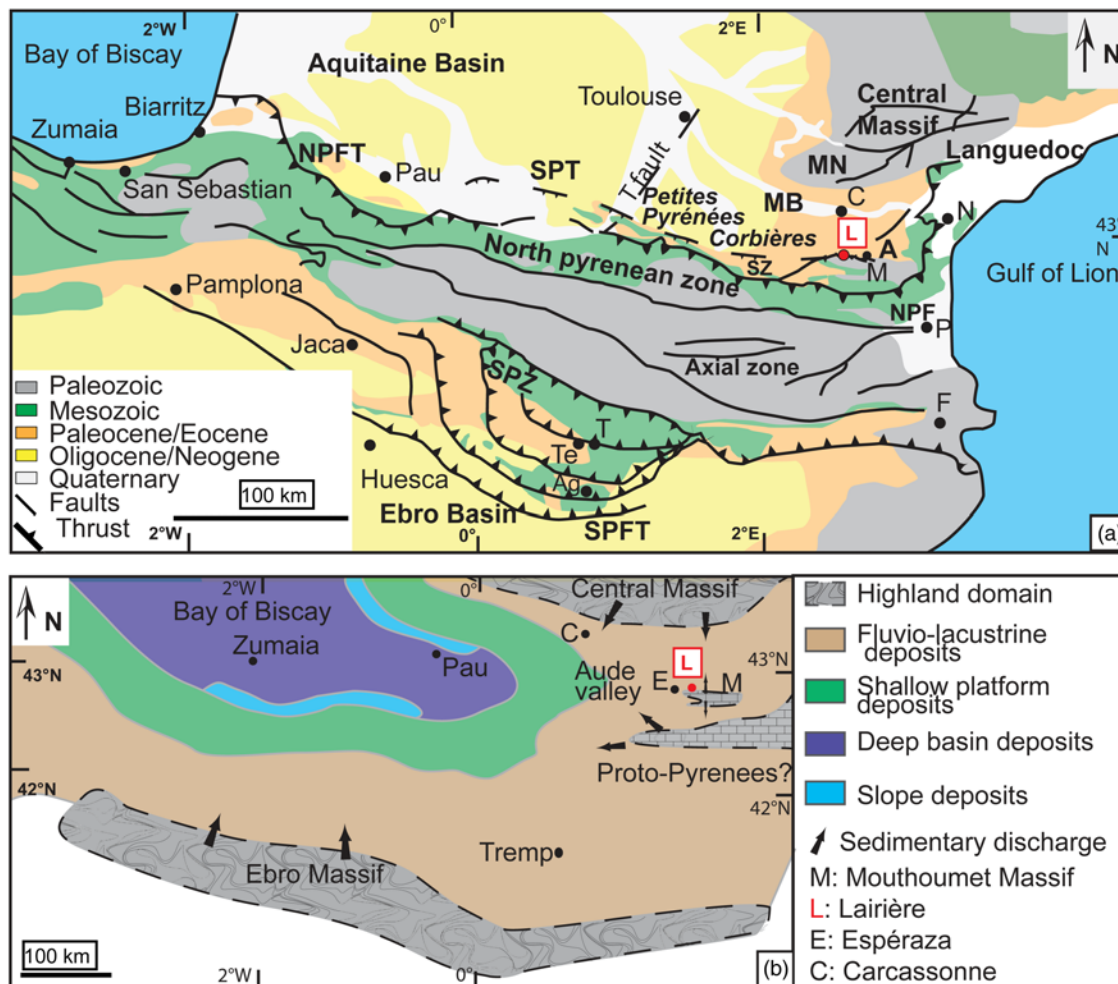 2°W
0°
2°E
N
Bay of Biscay
Aquitaine Basin
Toulouse
Central
Massif
Biarritz
Zumaia
Languedoc
MN
NPFT
SPT
T fault
San Sebastian
Pau
Petites
Pyrénées
Corbières
MB
C
N
L
A
43°
N
SZ
M
Gulf of Lion
North pyrenean zone
NPF
P
Pamplona
Jaca
Axial zone
SPZ
F
T
Te
Ag
Huesca
Ebro Basin
SPFT
Paleozoic
Mesozoic
Paleocene/Eocene
Oligocene/Neogene
Quaternary
Faults
Thrust
100 km
2°W
0°
2°E
(a)
N
2°W
0°
Central Massif
Bay of Biscay
Zumaia
Pau
C
43°N
43°N
L
Aude
valley
E
M
Proto-Pyrenees?
42°N
42°N
Tremp
Ebro Massif
100 km
2°W
0°
(b)
Highland domain
Fluvio-lacustrine
deposits
Shallow platform
deposits
Deep basin deposits
Slope deposits
Sedimentary discharge
M: Mouthoumet Massif
L: Lairière
E: Espéraza
C: Carcassonne